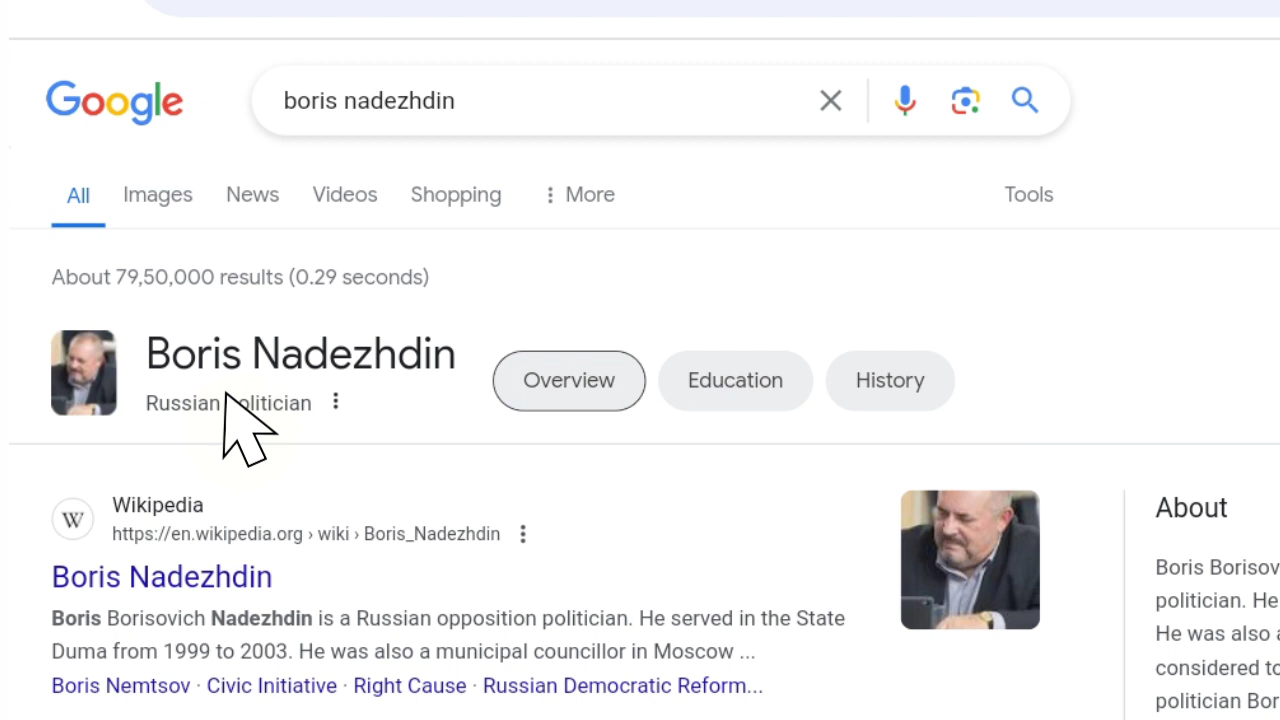 Google
boris nadezhdin
All Images News Videos Shopping More Tools
About 79,50,000 results (0.29 seconds)
Boris Nadezhdin
Overview Education History
Russian
W Wikipedia
https://en.wikipedia.org › wiki › Boris_Nadezhdin
Boris Nadezhdin
Boris Borisovich Nadezhdin is a Russian opposition politician. He served in the State
Duma from 1999 to 2003. He was also a municipal councillor in Moscow ...
Boris Nemtsov · Civic Initiative · Right Cause · Russian Democratic Reform...
About
Boris Borisov
politician. He
He was also
considered to
politician Bor